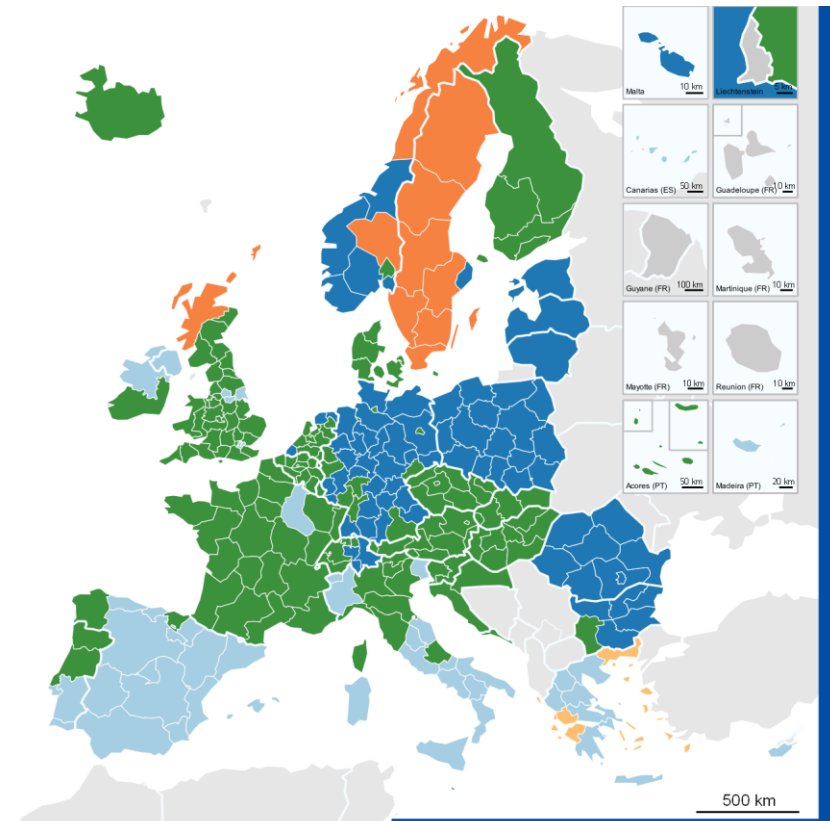 Malta 10 km
Liechtenstein 5 km
Canarias (ES) 50 km
Guadeloupe (FR) 10 km
Guyane (FR) 100 km
Martinique (FR) 10 km
Mayotte (FR) 10 km
Reunion (FR) 10 km
Acores (PT) 50 km
Madeira (PT) 20 km
500 km